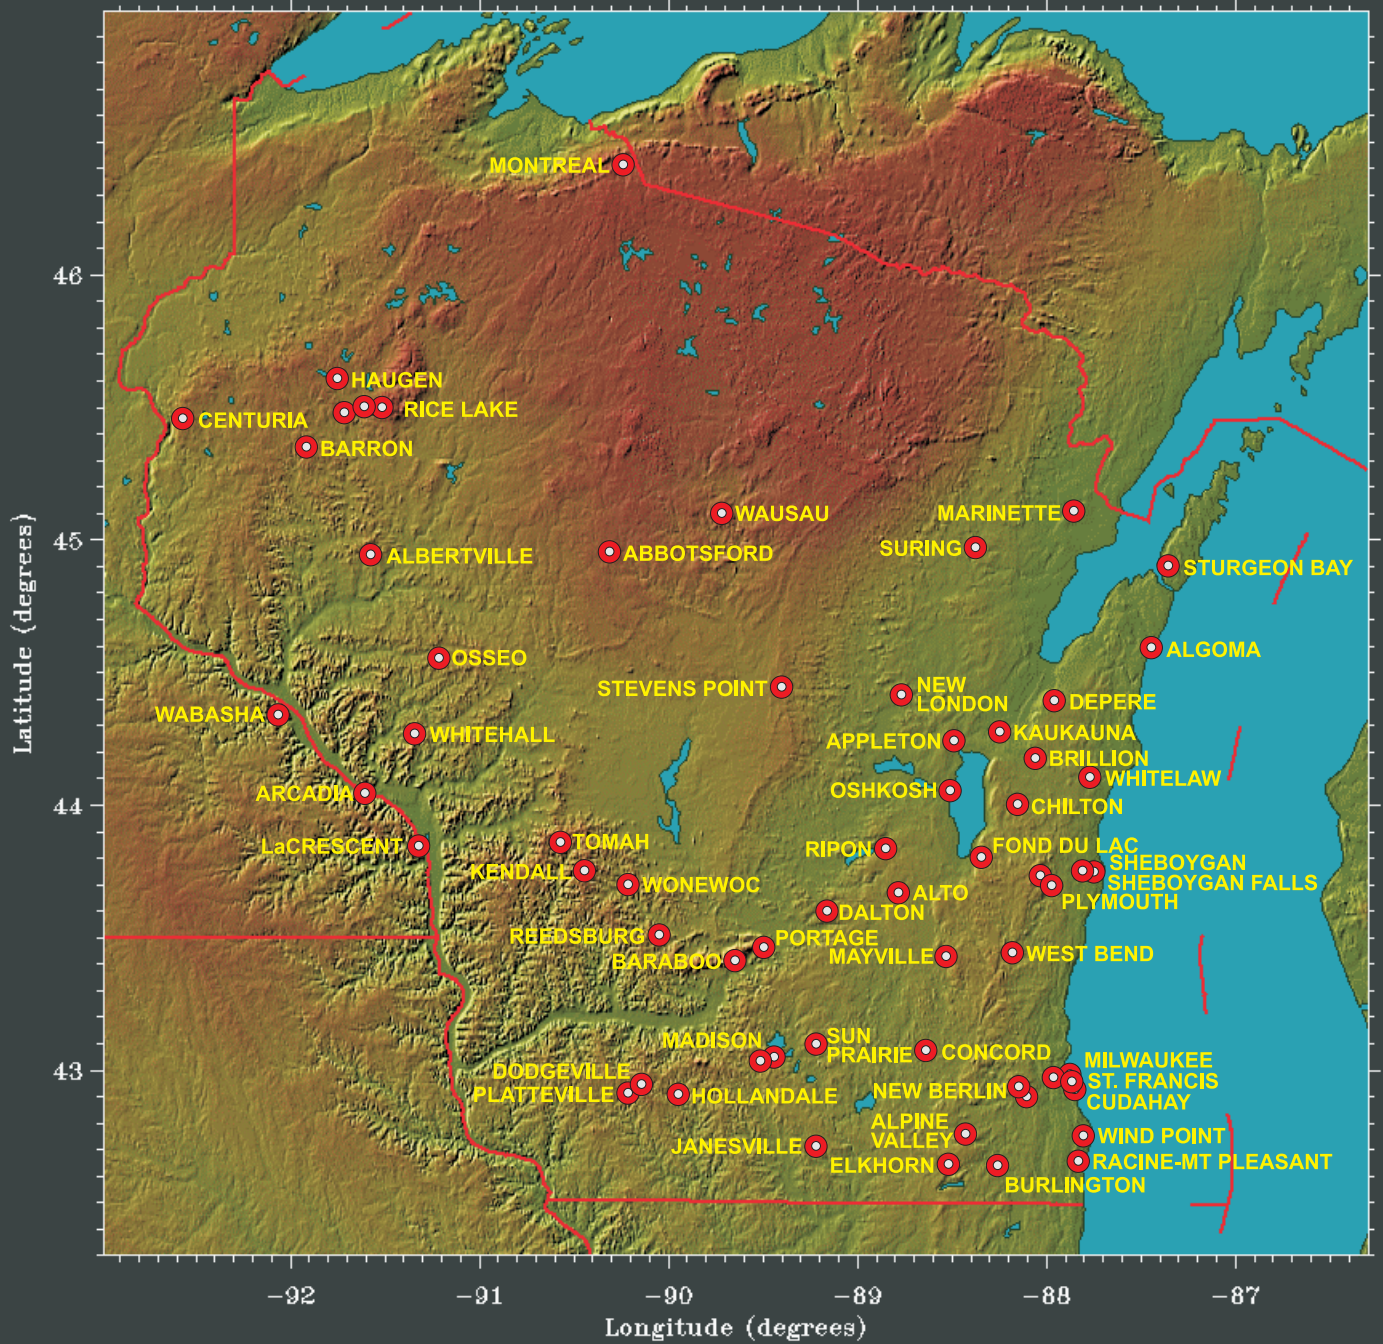 MONTREAL
46
HAUGEN
RICE LAKE
CENTURIA
BARRON
WAUSAU
MARINETTE
45
ABBOTSFORD
SURING
ALBERTVILLE
STURGEON BAY
ALGOMA
OSSEO
STEVENS POINT
NEW
LONDON
DEPERE
WABASHA
WHITEHALL
KAUKAUNA
APPLETON
BRILLION
WHITELAW
OSHKOSH
ARCADIA
44
CHILTON
LaCRESCENT
TOMAH
RIPON
FOND DU LAC
SHEBOYGAN
KENDALL
WONEWOC
SHEBOYGAN FALLS
ALTO
PLYMOUTH
DALTON
REEDSBURG
PORTAGE
BARABOO
MAYVILLE
WEST BEND
MADISON
SUN
PRAIRIE
CONCORD
MILWAUKEE
43
DODGEVILLE
ST. FRANCIS
PLATTEVILLE
HOLLANDALE
NEW BERLIN
CUDAHAY
ALPINE
VALLEY
WIND POINT
JANESVILLE
ELKHORN
RACINE-MT PLEASANT
BURLINGTON
Latitude (degrees)
-92
-91
-90
-89
-88
-87
Longitude (degrees)